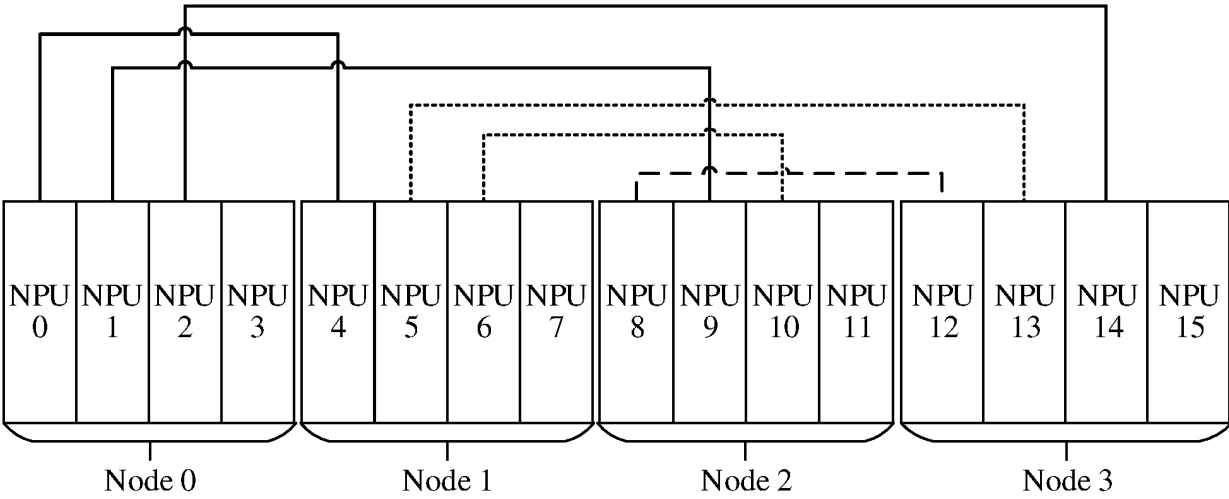 NPU NPU NPU NPU NPU NPU NPU NPU NPU NPU NPU NPU NPU NPU NPU NPU
0 1 2 3 4 5 6 7 8 9 10 11 12 13 14 15
Node 0 Node 1 Node 2 Node 3